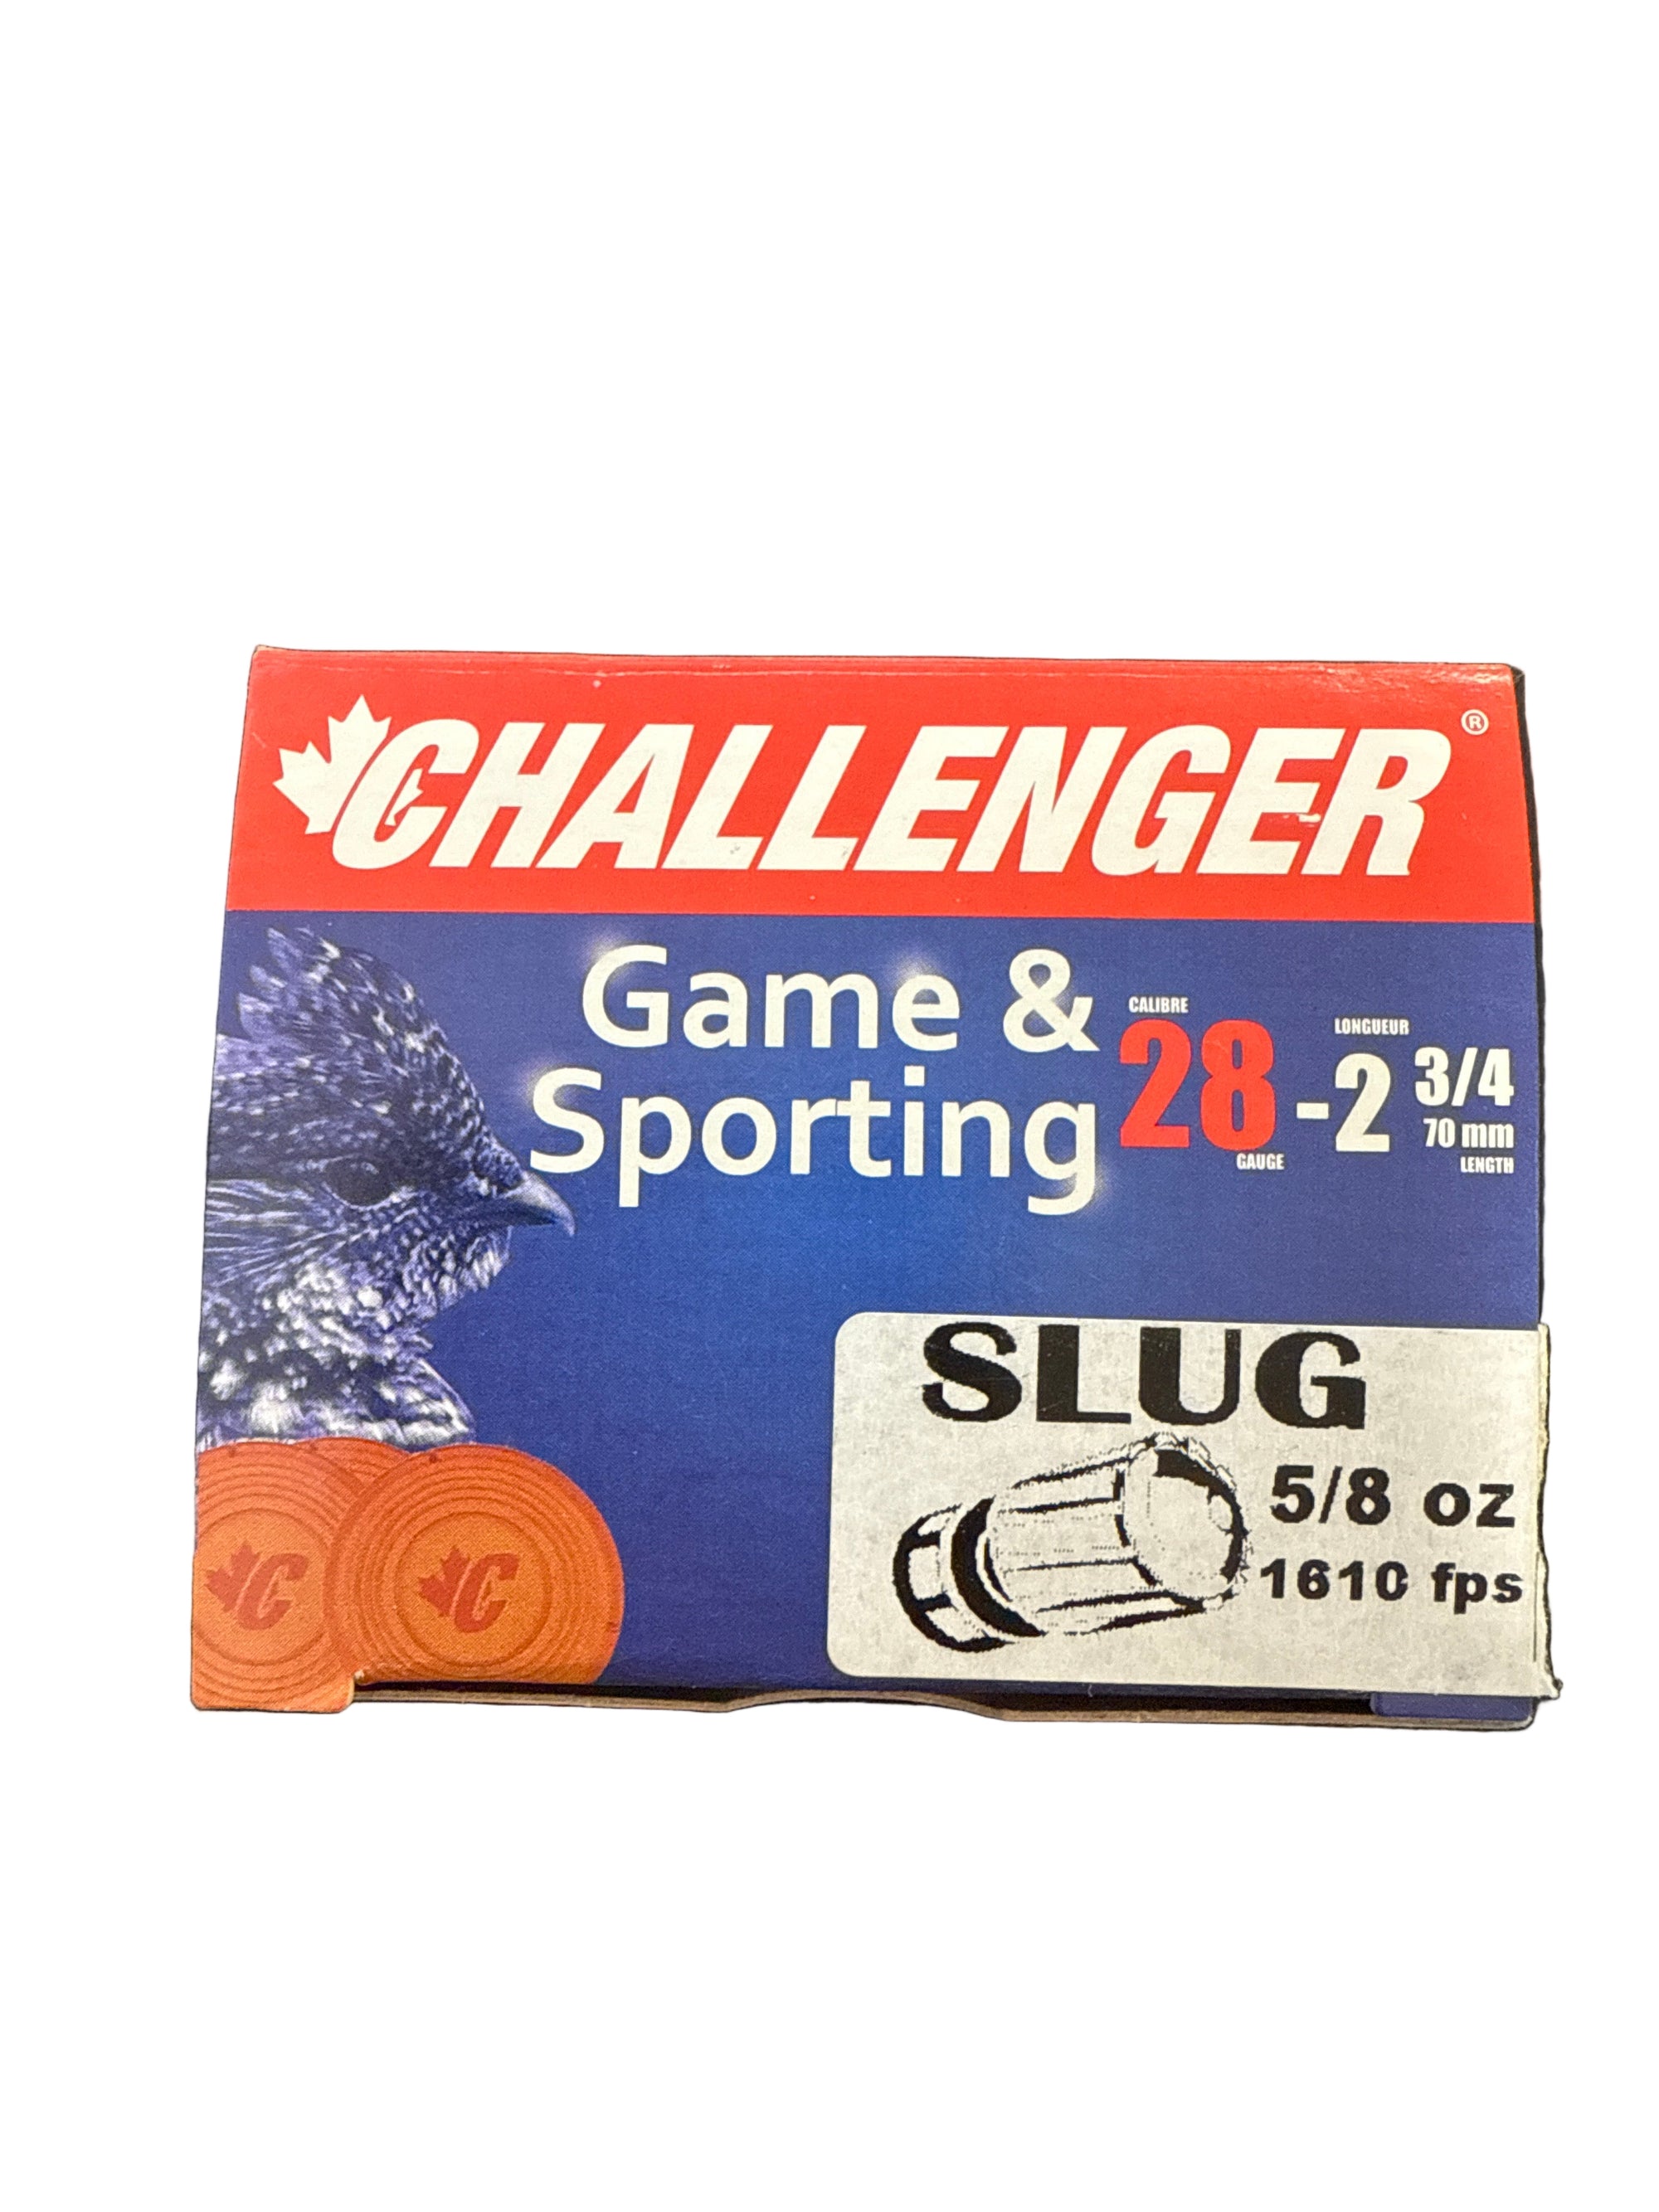 CHALLENGER®
Game &
Sporting
CALIBRE
28
GAUGE
LONGUEUR
-2 3/4
70 mm
LENGTH
SLUG
5/8 oz
1610 fps
C
C